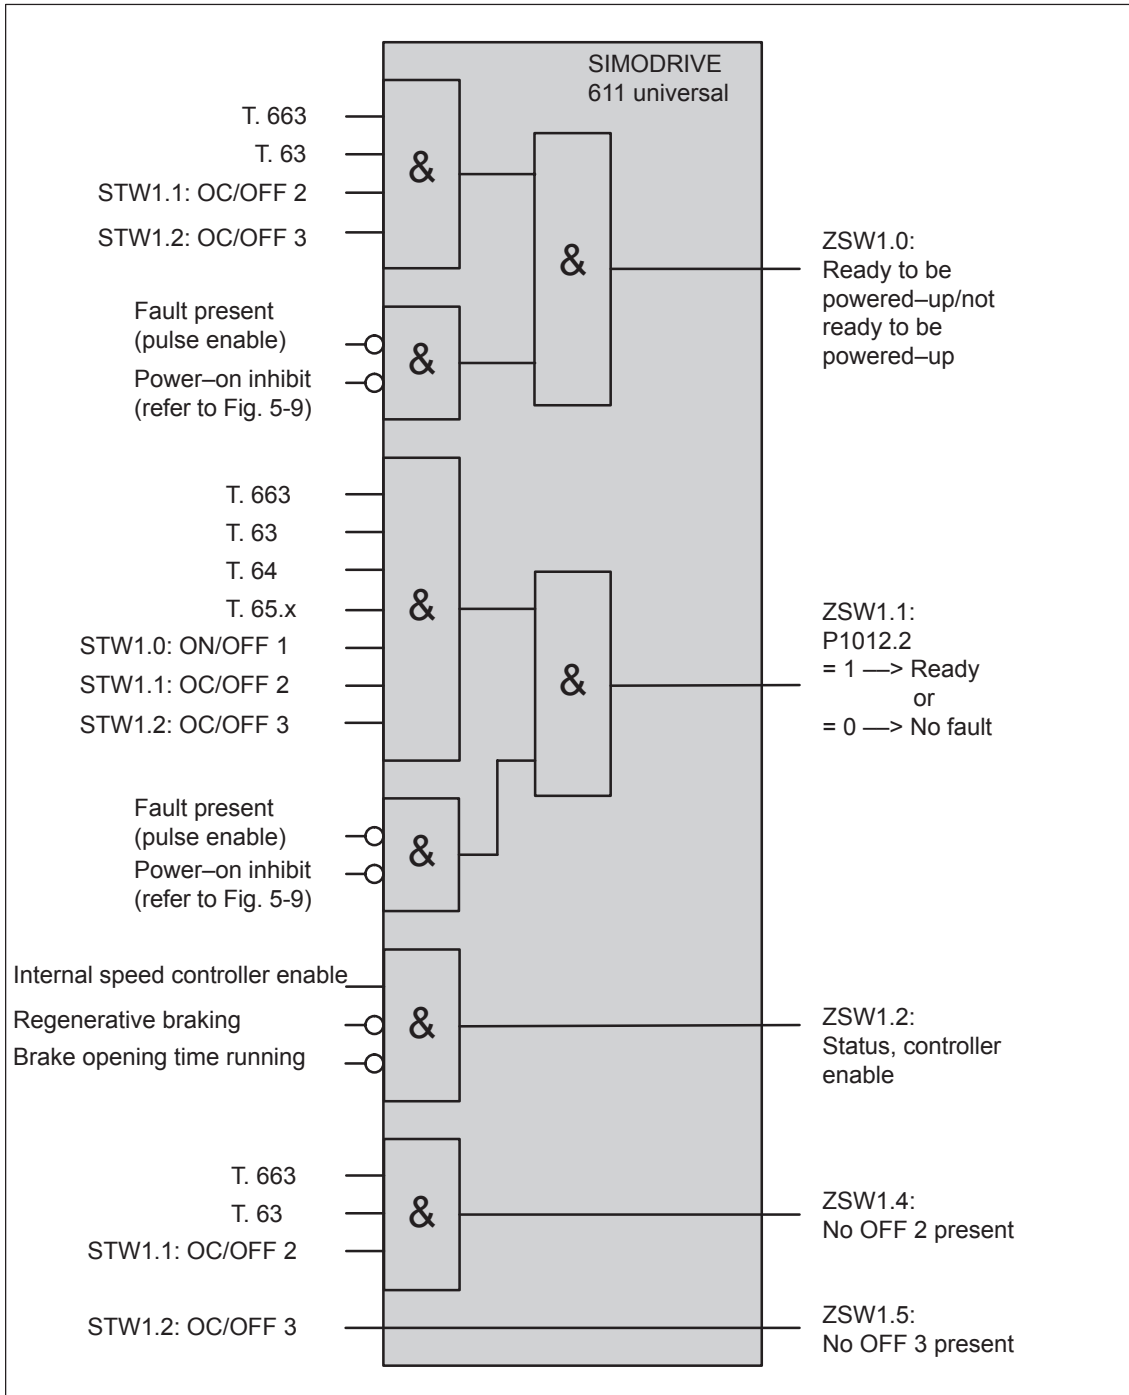 SIMODRIVE
611 universal
T. 663
T. 63
STW1.1: OC/OFF 2
STW1.2: OC/OFF 3
&
&
ZSW1.0:
Ready to be
powered–up/not
ready to be
powered–up
Fault present
(pulse enable)
Power–on inhibit
(refer to Fig. 5-9)
&
T. 663
T. 63
T. 64
T. 65.x
STW1.0: ON/OFF 1
STW1.1: OC/OFF 2
STW1.2: OC/OFF 3
&
&
ZSW1.1:
P1012.2
= 1 —> Ready
or
= 0 —> No fault
Fault present
(pulse enable)
Power–on inhibit
(refer to Fig. 5-9)
&
Internal speed controller enable
Regenerative braking
Brake opening time running
&
ZSW1.2:
Status, controller
enable
T. 663
T. 63
STW1.1: OC/OFF 2
&
ZSW1.4:
No OFF 2 present
STW1.2: OC/OFF 3
ZSW1.5:
No OFF 3 present